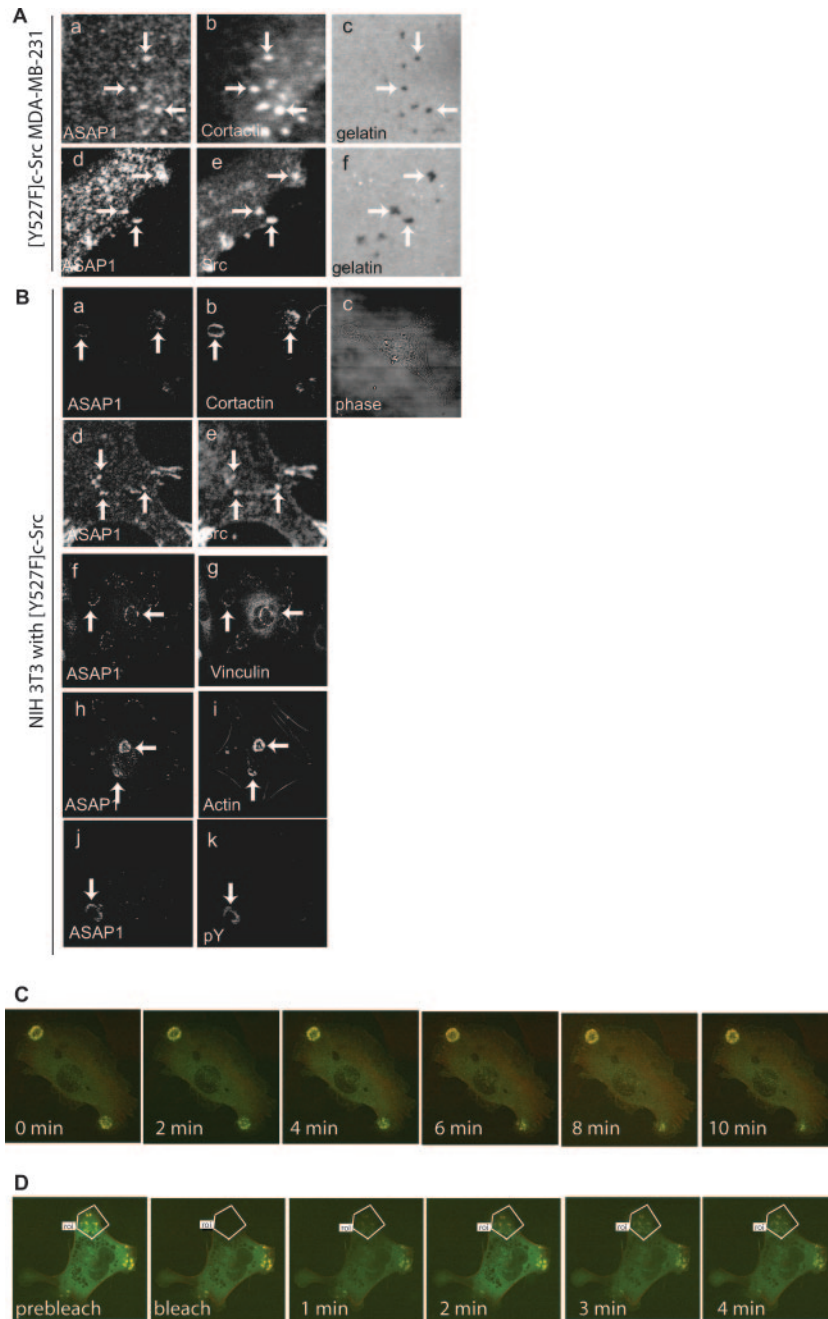 A
[Y527F]c-Src MDA-MB-231
a
ASAP1
b
Cortactin
c
gelatin
d
ASAP1
e
Src
f
gelatin
B
NIH 3T3 with [Y527F]c-Src
a
ASAP1
b
Cortactin
c
phase
d
ASAP1
e
Src
f
ASAP1
g
Vinculin
h
ASAP1
i
Actin
j
ASAP1
k
pY
C
0 min
2 min
4 min
6 min
8 min
10 min
D
roi
prebleach
roi
bleach
roi
1 min
roi
2 min
roi
3 min
roi
4 min